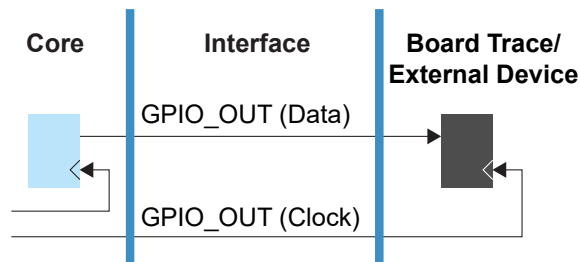 Core
Interface
Board Trace/
External Device
GPIO_OUT (Data)
GPIO_OUT (Clock)